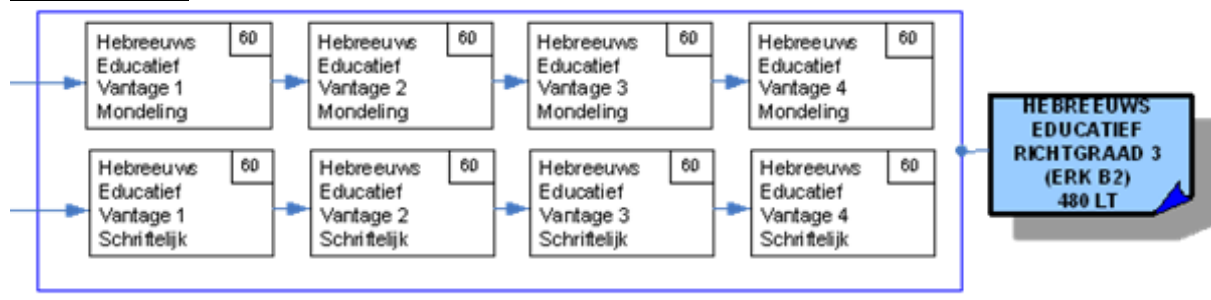 Hebreeuws 60
Educatief
Vantage 1
Mondeling
Hebreeuws 60
Educatief
Vantage 2
Mondeling
Hebreeuws 60
Educatief
Vantage 3
Mondeling
Hebreeuws 60
Educatief
Vantage 4
Mondeling
Hebreeuws 60
Educatief
Vantage 1
Schriftelijk
Hebreeuws 60
Educatief
Vantage 2
Schriftelijk
Hebreeuws 60
Educatief
Vantage 3
Schriftelijk
Hebreeuws 60
Educatief
Vantage 4
Schriftelijk
HEBREEUWS
EDUCATIEF
RICHTGRAAD 3
(ERK B2)
480 LT